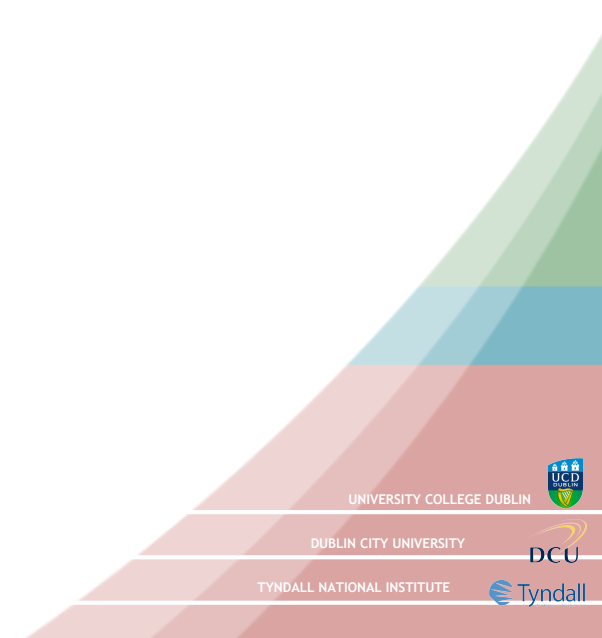 UCD
DUBLIN
UNIVERSITY COLLEGE DUBLIN
DUBLIN CITY UNIVERSITY
DCU
TYNDALL NATIONAL INSTITUTE
Tyndall